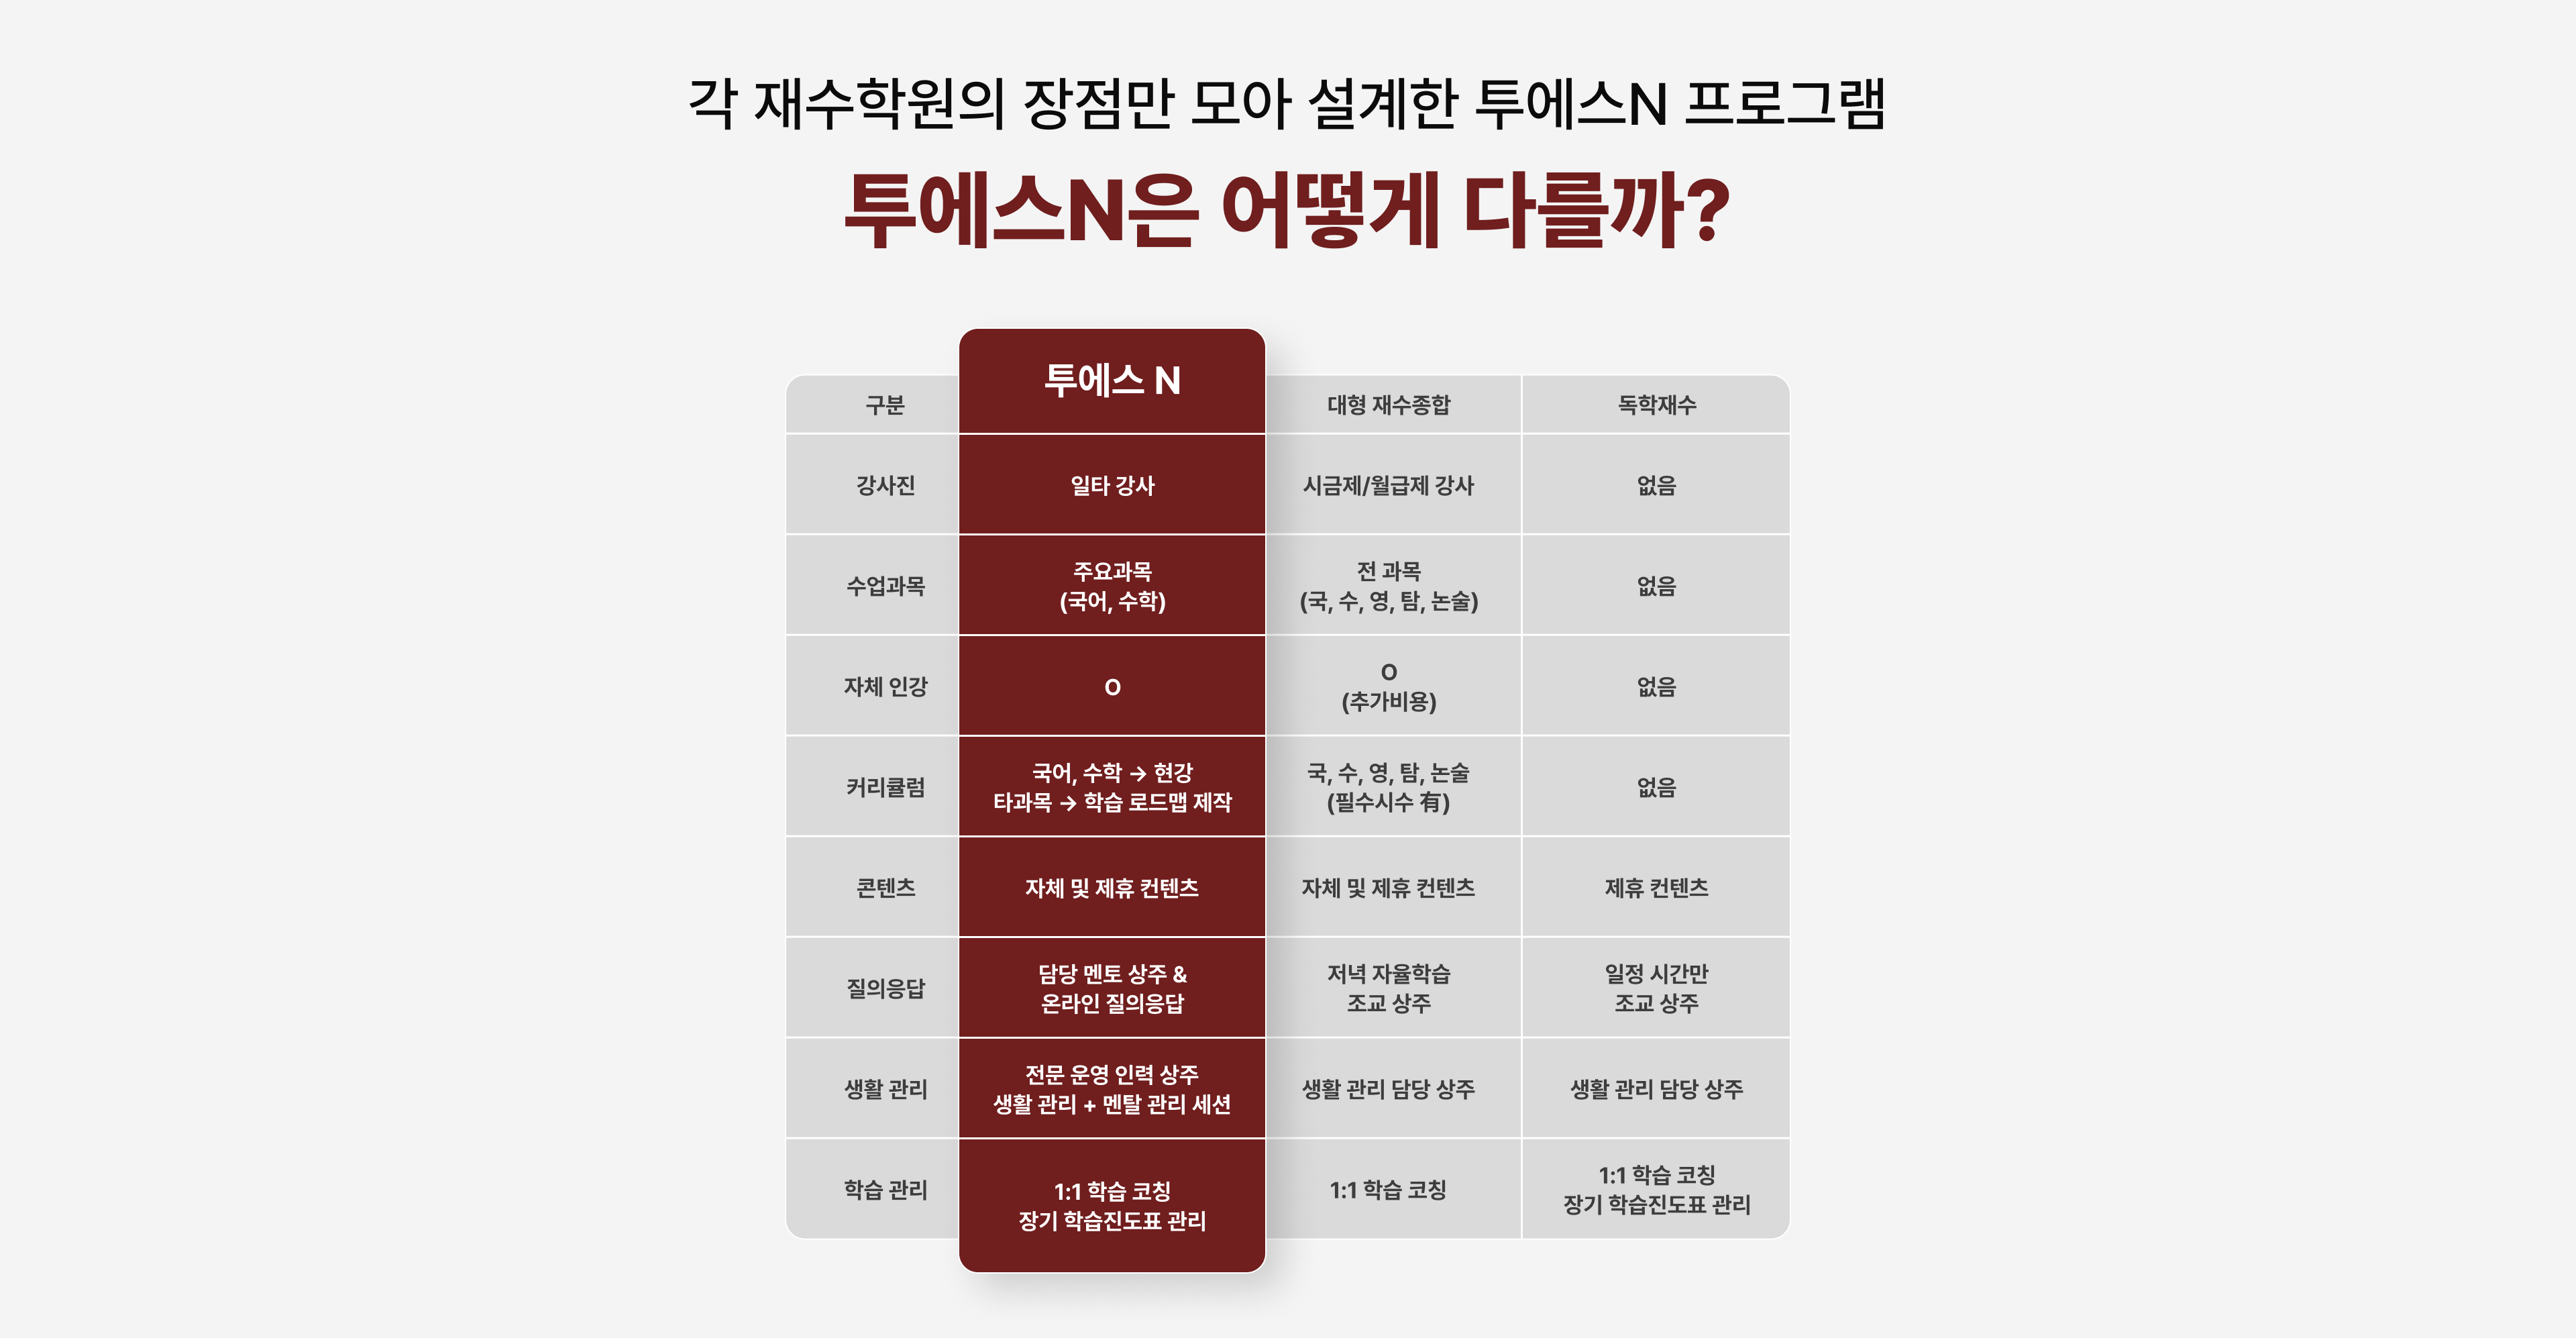 각 재수학원의 장점만 모아 설계한 투에스N 프로그램
투에스N은 어떻게 다를까?
구분
투에스 N
대형 재수종합
독학재수
강사진
일타 강사
시금제/월급제 강사
없음
수업과목
주요과목
(국어, 수학)
전 과목
(국, 수, 영, 탐, 논술)
없음
자체 인강
O
O
(추가비용)
없음
커리큘럼
국어, 수학 → 현강
타과목 → 학습 로드맵 제작
국, 수, 영, 탐, 논술
(필수시수 有)
없음
콘텐츠
자체 및 제휴 컨텐츠
자체 및 제휴 컨텐츠
제휴 컨텐츠
질의응답
담당 멘토 상주 &
온라인 질의응답
저녁 자율학습
조교 상주
일정 시간만
조교 상주
생활 관리
전문 운영 인력 상주
생활 관리 + 멘탈 관리 세션
생활 관리 담당 상주
생활 관리 담당 상주
학습 관리
1:1 학습 코칭
장기 학습진도표 관리
1:1 학습 코칭
1:1 학습 코칭
장기 학습진도표 관리